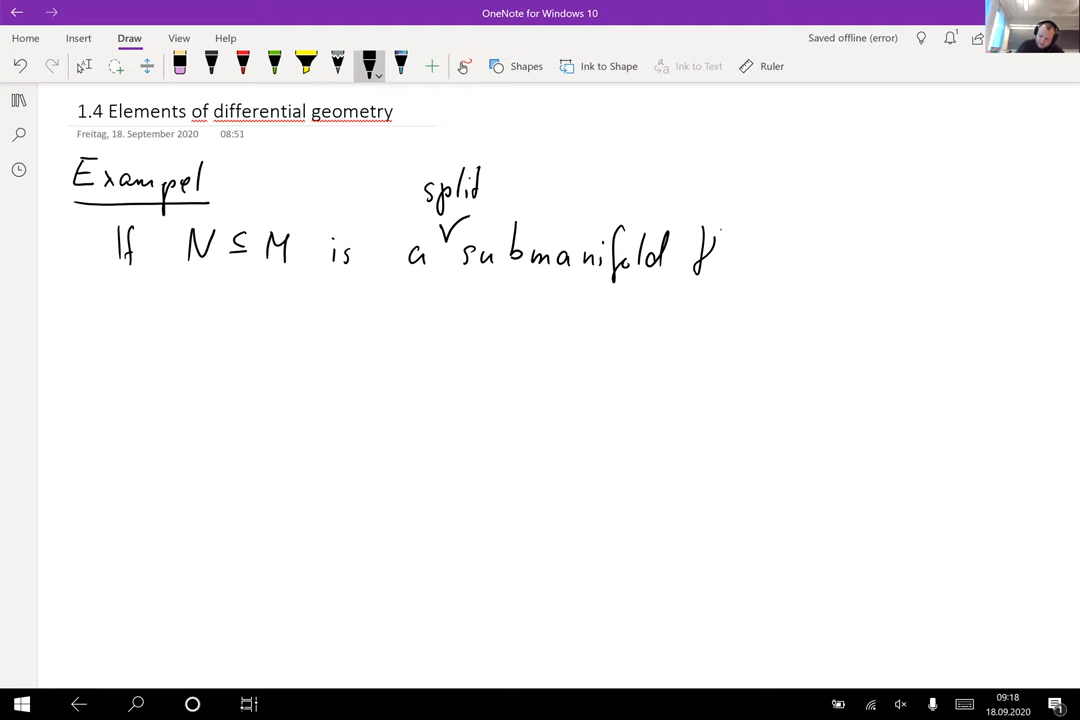 OneNote for Windows 10
Home Insert Draw View Help
Saved offline (error)
Shapes Ink to Shape Ink to Text Ruler
1.4 Elements of differential geometry
Freitag, 18. September 2020 08:51
Exampel
split
If N ⊆ M is a submanifold
09:18
18.09.2020